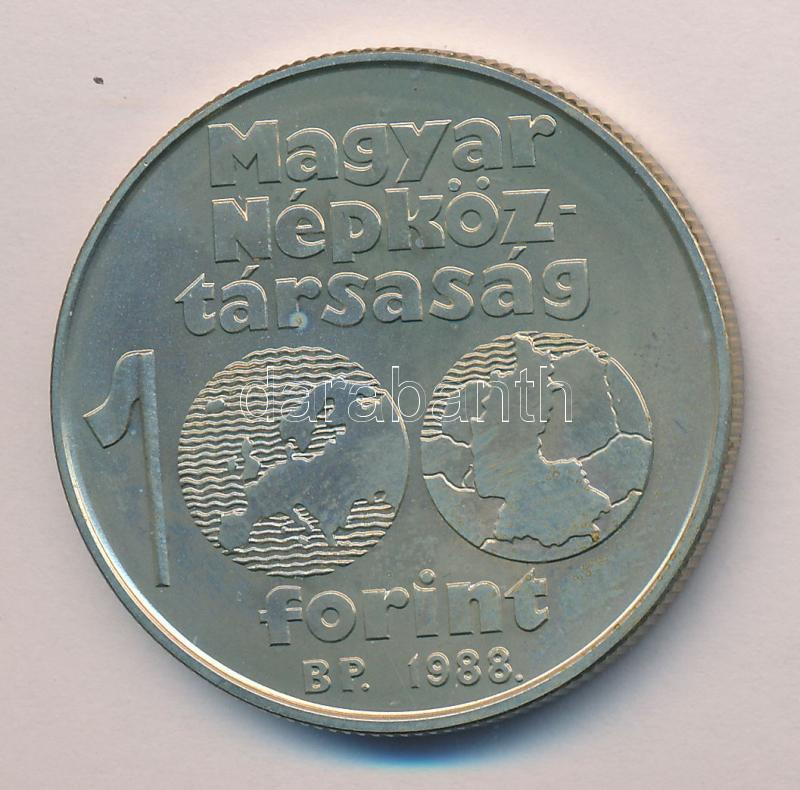 Magyar
Népköz-
társaság
100
darabanth
forint
BP. 1988.